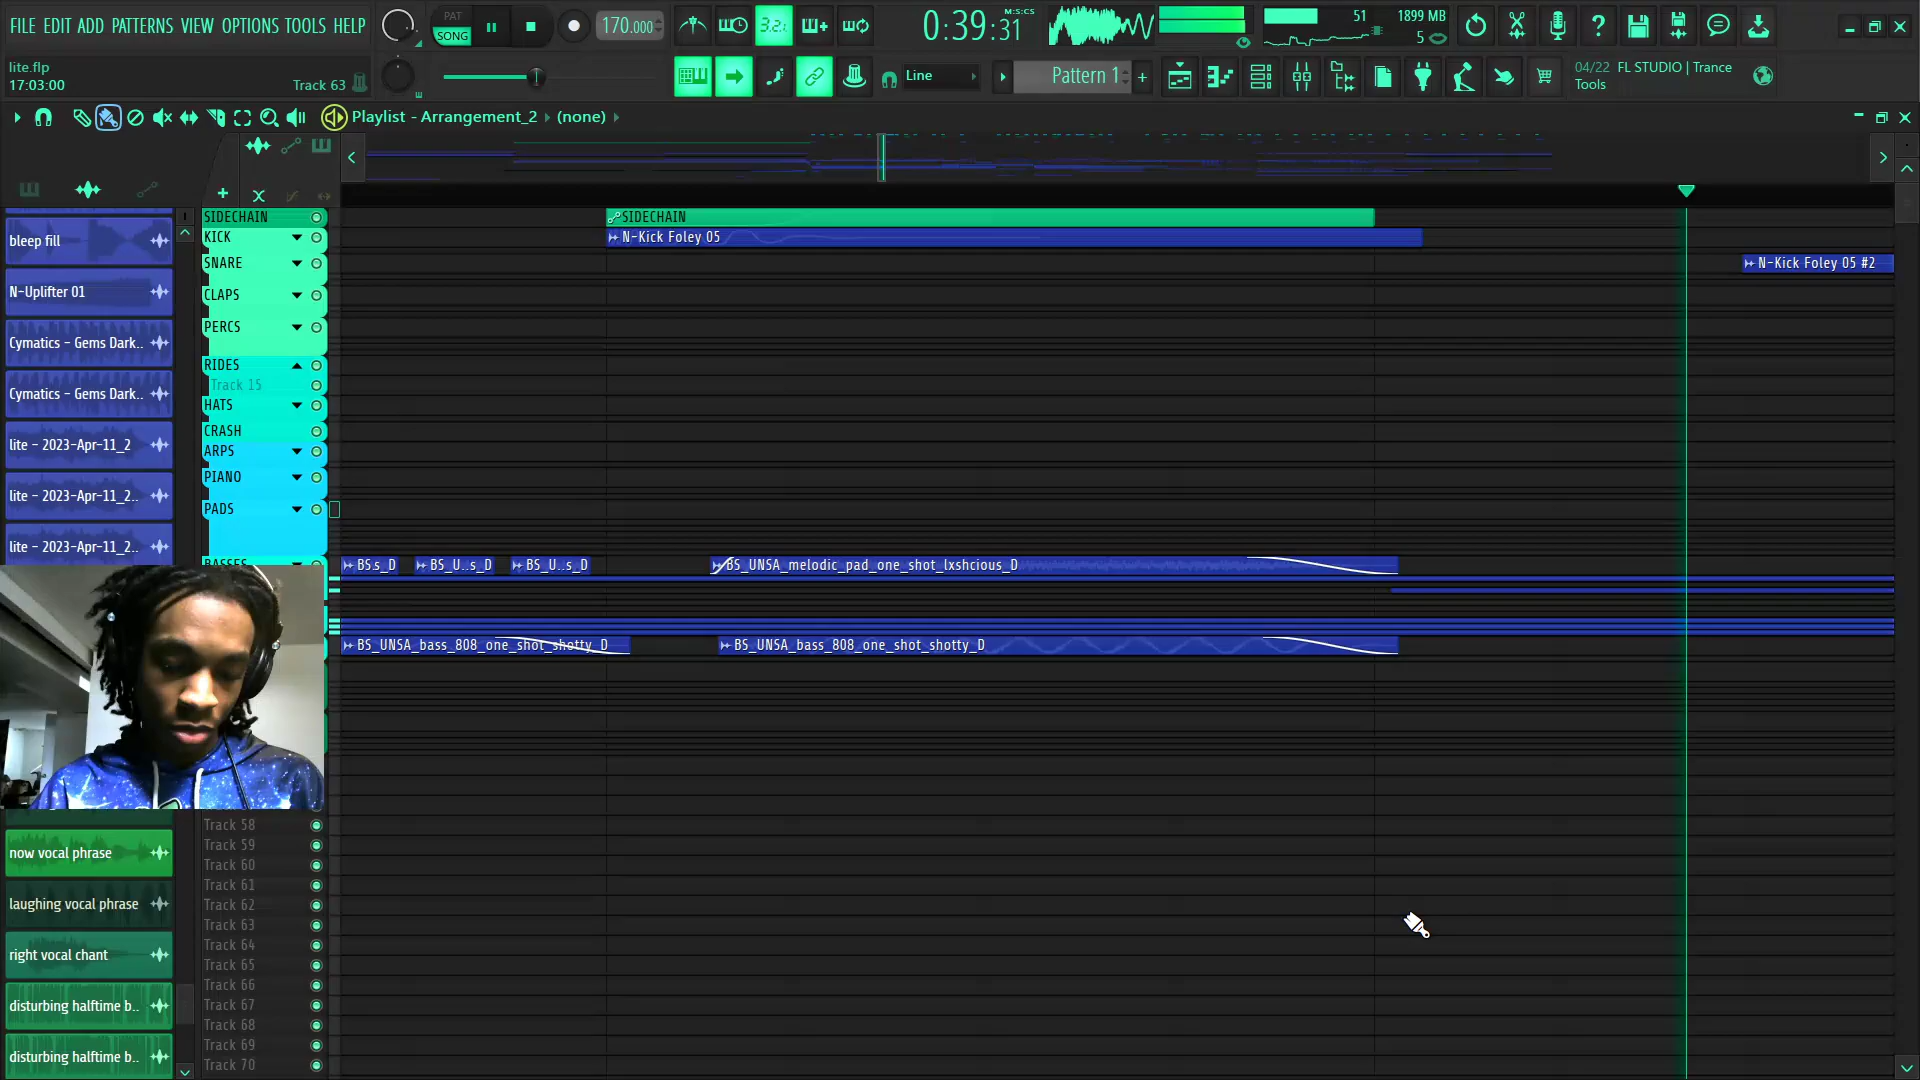 FILE EDIT ADD PATTERNS VIEW OPTIONS TOOLS HELP
PAT
SONG
170.000
3.2.1
0:39:31
M:S:CS
51
1899 MB
5
lite.flp
17:03:00
Track 63
Line
Pattern 1
+
04/22 FL STUDIO | Trance
Tools
Playlist - Arrangement_2
(none)
bleep fill
N-Uplifter 01
Cymatics - Gems Dark..
Cymatics - Gems Dark..
lite - 2023-Apr-11_2
lite - 2023-Apr-11_2..
lite - 2023-Apr-11_2..
now vocal phrase
laughing vocal phrase
right vocal chant
disturbing halftime b..
disturbing halftime b..
SIDECHAIN
KICK
SNARE
CLAPS
PERCS
RIDES
Track 15
HATS
CRASH
ARPS
PIANO
PADS
BASSES
Track 58
Track 59
Track 60
Track 61
Track 62
Track 63
Track 64
Track 65
Track 66
Track 67
Track 68
Track 69
Track 70
SIDECHAIN
N-Kick Foley 05
N-Kick Foley 05 #2
BS.s_D
BS_U..s_D
BS_U..s_D
BS_UNSA_melodic_pad_one_shot_lxshcious_D
BS_UNSA_bass_808_one_shot_shotty_D
BS_UNSA_bass_808_one_shot_shotty_D